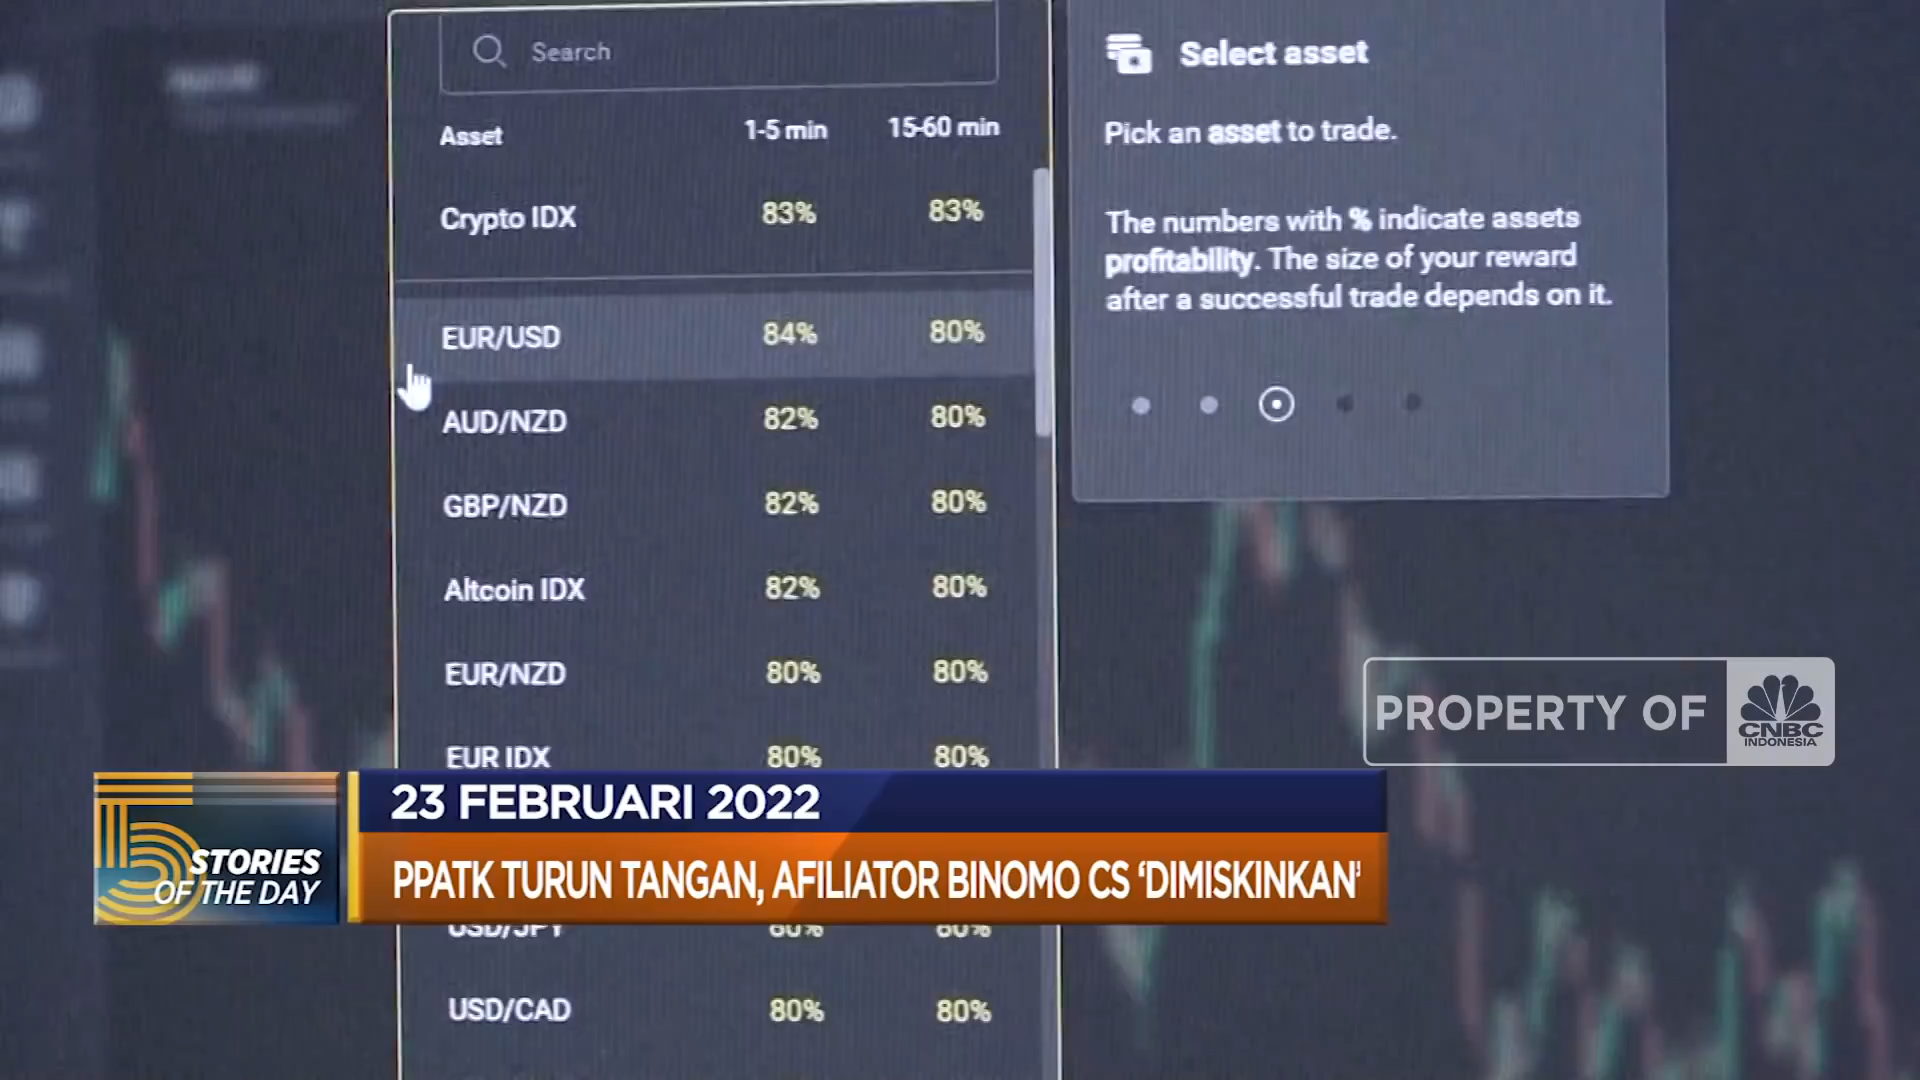 Search
Asset 1-5 min 15-60 min
Crypto IDX 83% 83%
EUR/USD 84% 80%
AUD/NZD 82% 80%
GBP/NZD 82% 80%
Altcoin IDX 82% 80%
EUR/NZD 80% 80%
EUR IDX 80% 80%
USD/JPY 80% 80%
USD/CAD 80% 80%
Select asset
Pick an asset to trade.
The numbers with % indicate assets
profitability. The size of your reward
after a successful trade depends on it.
PROPERTY OF
CNBC
INDONESIA
5
STORIES
OF THE DAY
23 FEBRUARI 2022
PPATK TURUN TANGAN, AFILIATOR BINOMO CS ‘DIMISKINKAN’